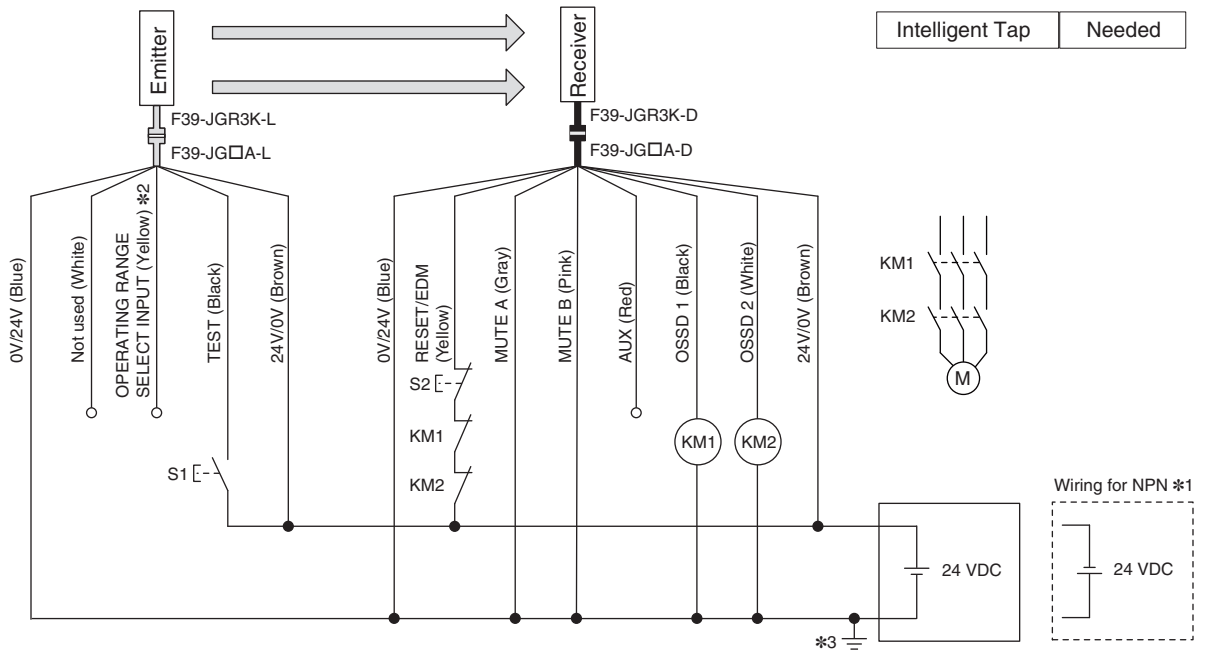 Emitter
Receiver
Intelligent Tap
Needed
F39-JGR3K-L
F39-JG□A-L
F39-JGR3K-D
F39-JG□A-D
0V/24V (Blue)
Not used (White)
OPERATING RANGE
SELECT INPUT (Yellow) *2
TEST (Black)
24V/0V (Brown)
0V/24V (Blue)
RESET/EDM
(Yellow)
MUTE A (Gray)
MUTE B (Pink)
AUX (Red)
OSSD 1 (Black)
OSSD 2 (White)
24V/0V (Brown)
KM1
KM2
M
S2
KM1
KM2
KM1
KM2
S1
Wiring for NPN *1
24 VDC
24 VDC
*3